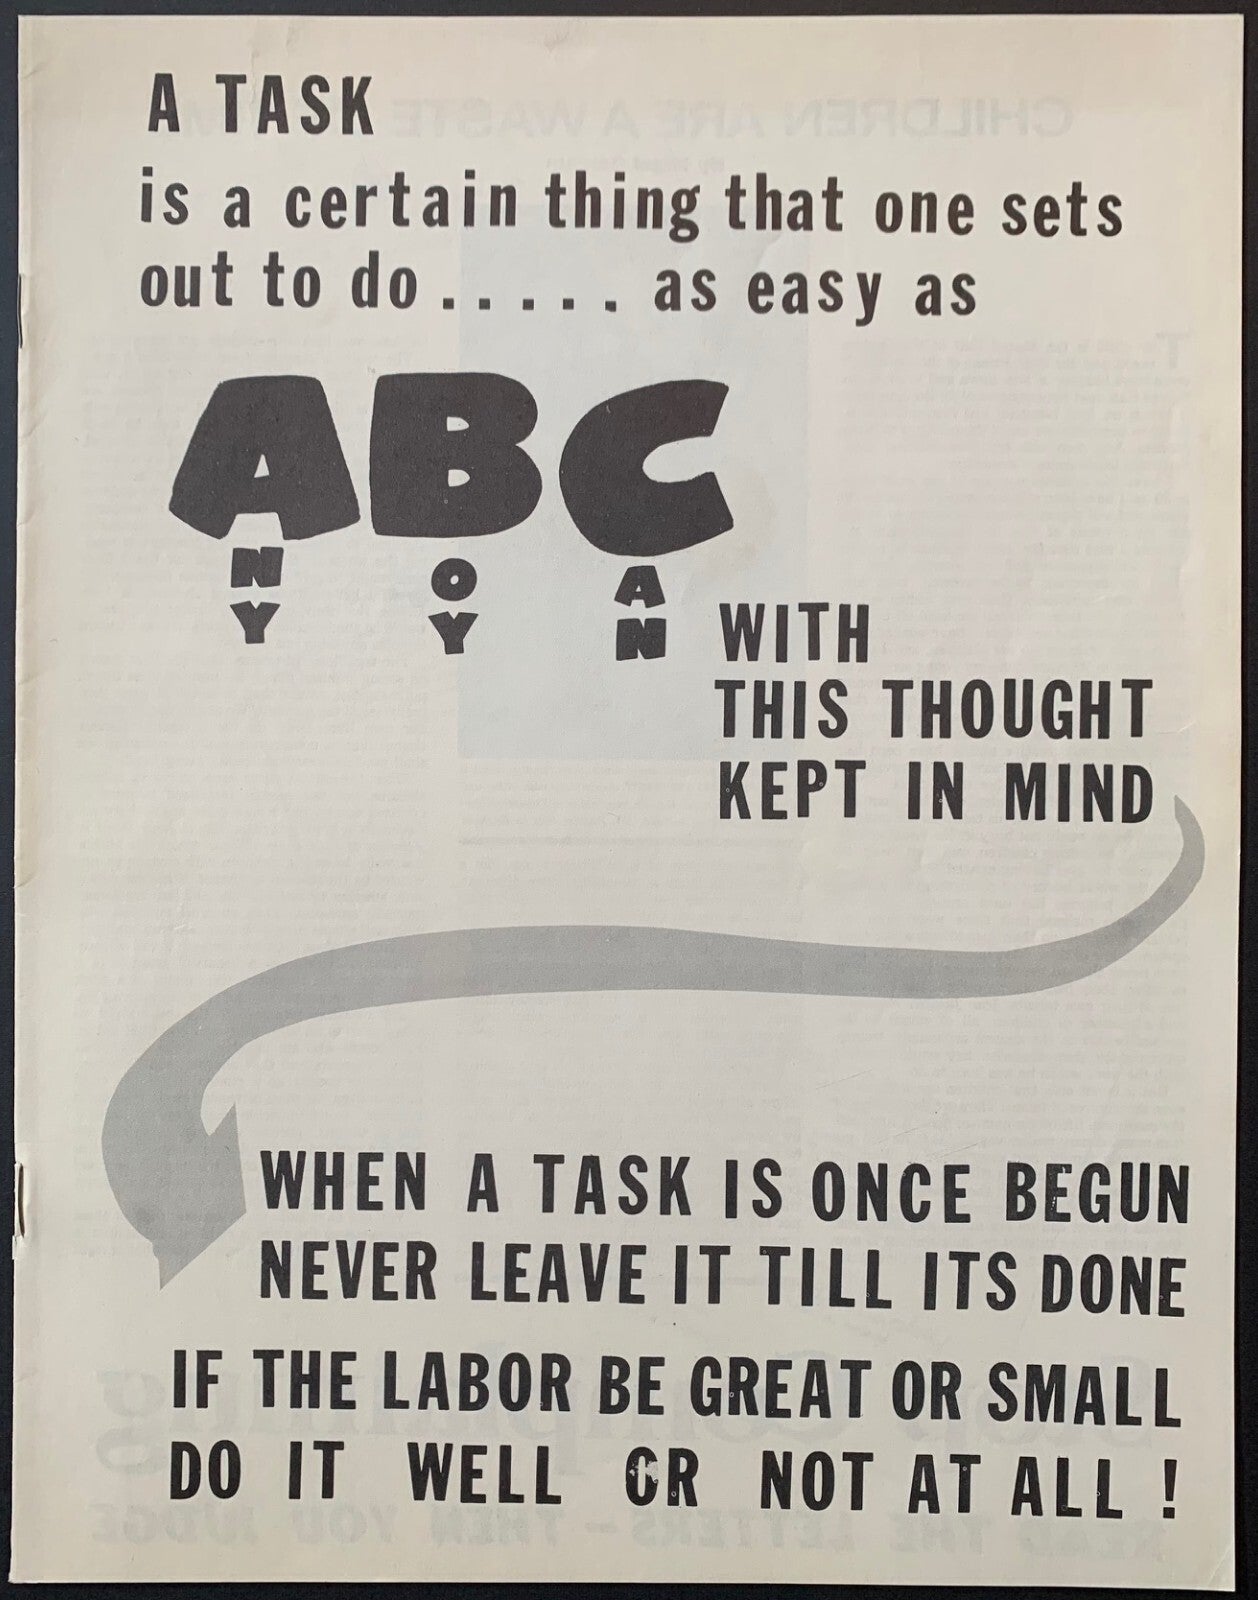 A TASK
is a certain thing that one sets
out to do ..... as easy as
ABC
NY OY AN
WITH
THIS THOUGHT
KEPT IN MIND
WHEN A TASK IS ONCE BEGUN
NEVER LEAVE IT TILL ITS DONE
IF THE LABOR BE GREAT OR SMALL
DO IT WELL OR NOT AT ALL !